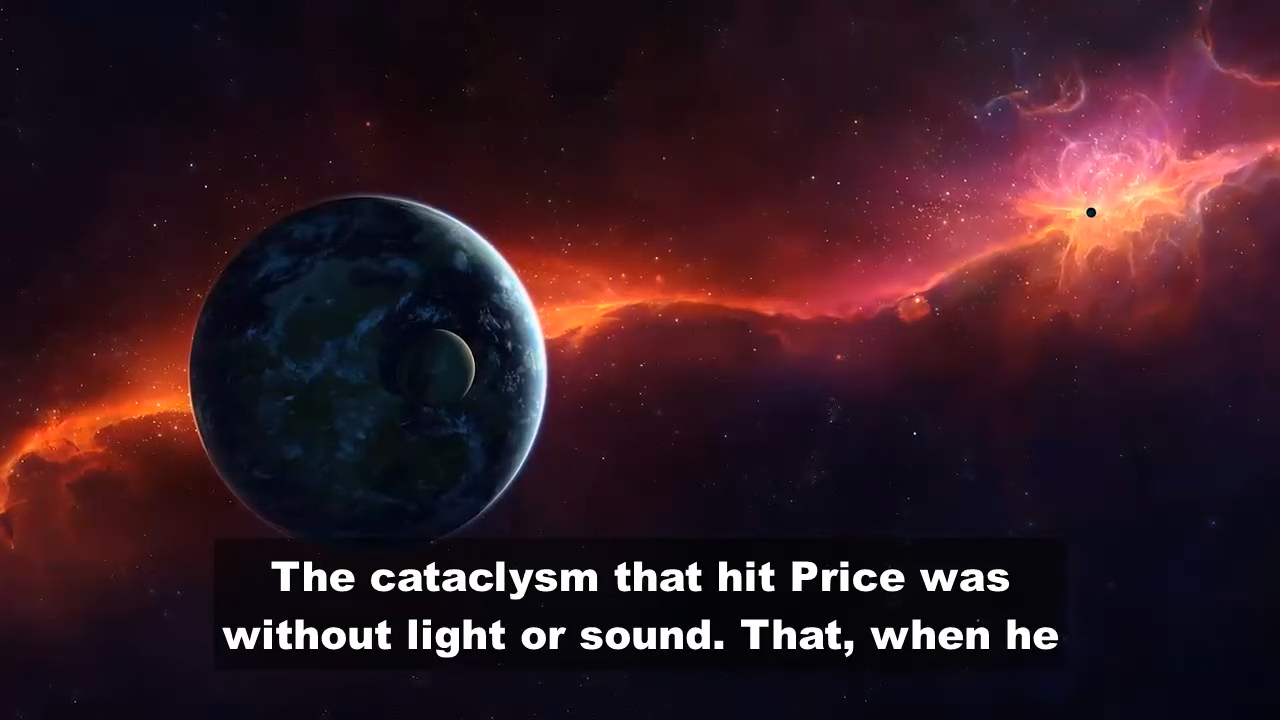 The cataclysm that hit Price was
without light or sound. That, when he